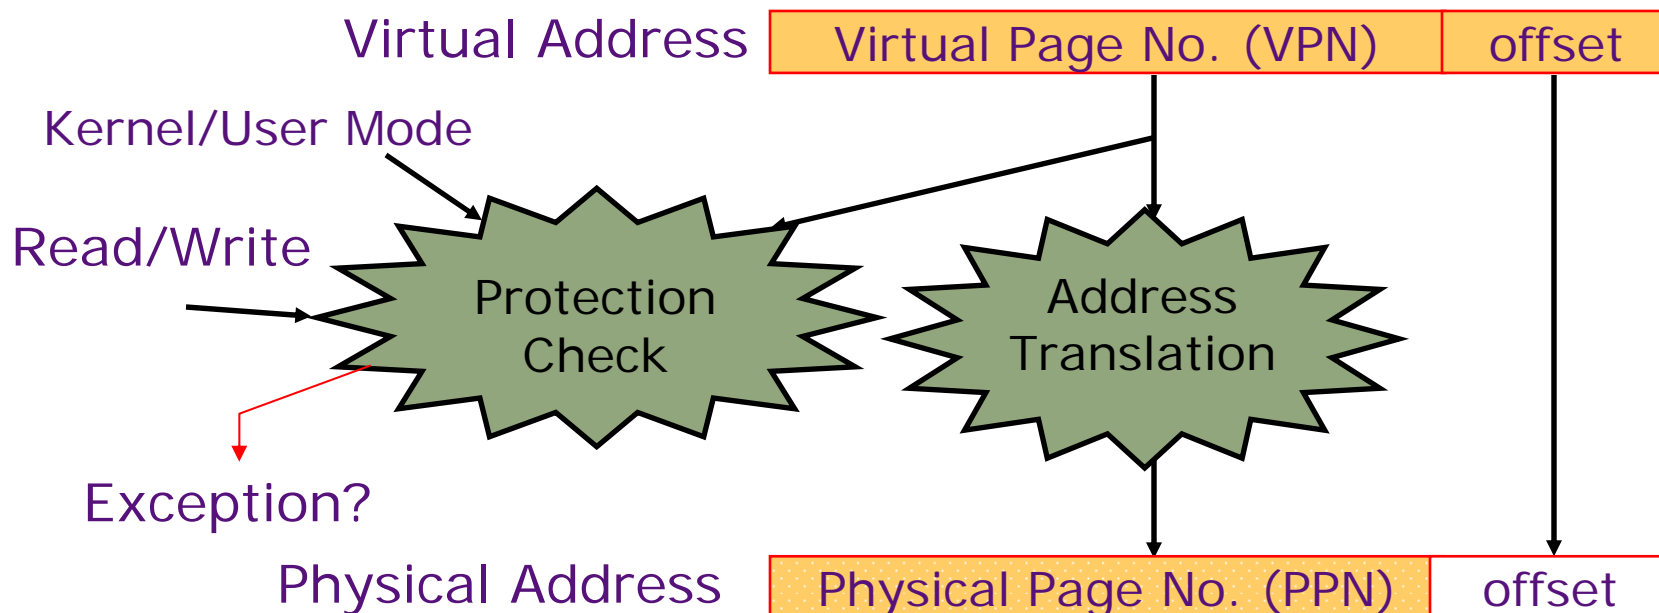 Virtual Address
Virtual Page No. (VPN)
offset
Kernel/User Mode
Read/Write
Protection
Check
Address
Translation
Exception?
Physical Address
Physical Page No. (PPN)
offset